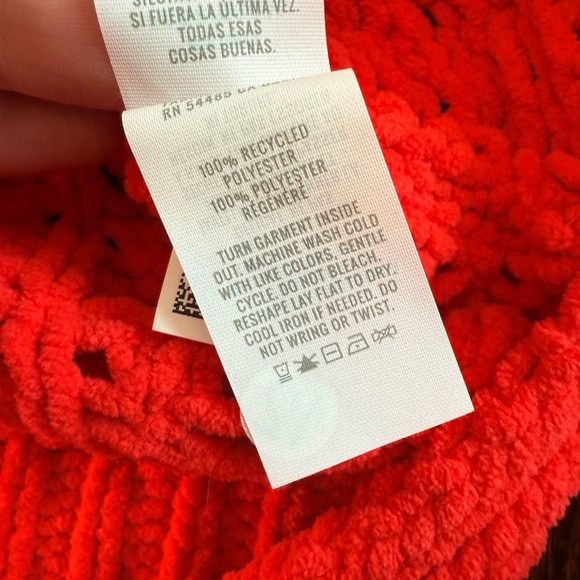 SI FUERA LA ÚLTIMA VEZ.
TODAS ESAS
COSAS BUENAS.
RN 54485 CA
100% RECYCLED
POLYESTER
100% POLYESTER
RÉGÉNÉRÉ
TURN GARMENT INSIDE
OUT. MACHINE WASH COLD
WITH LIKE COLORS, GENTLE
CYCLE. DO NOT BLEACH.
RESHAPE LAY FLAT TO DRY.
COOL IRON IF NEEDED. DO
NOT WRING OR TWIST.